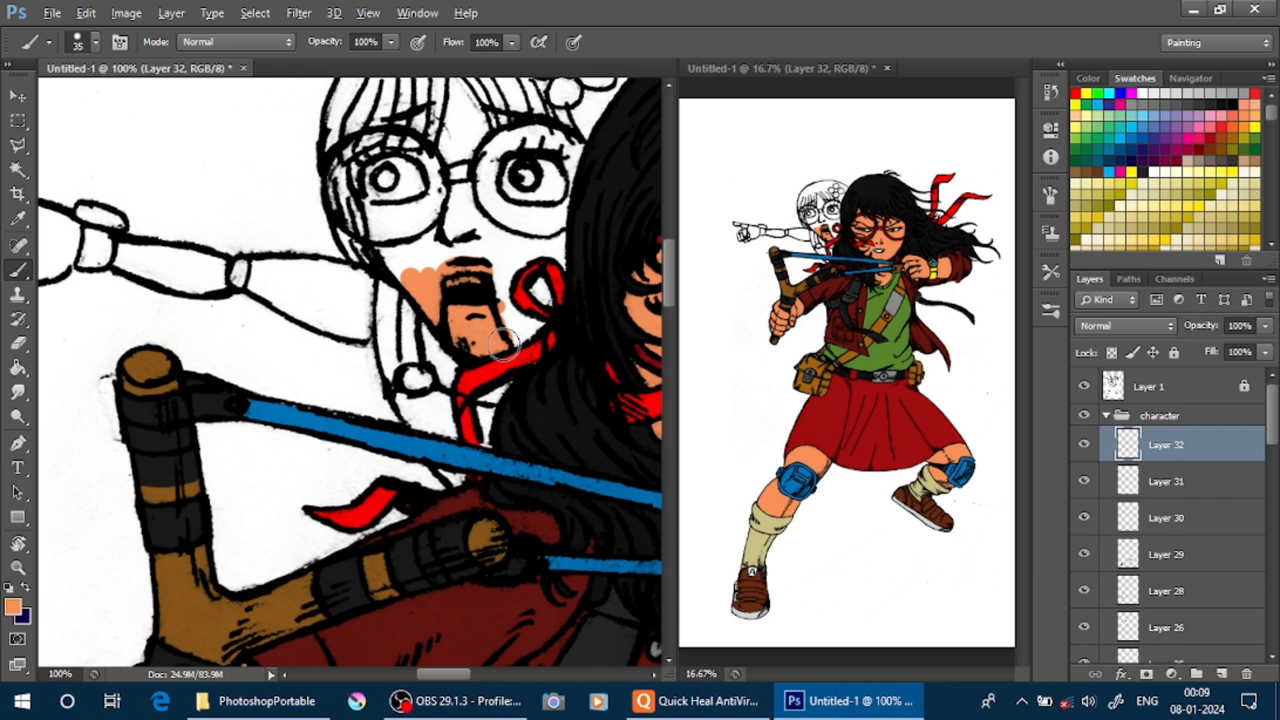 Ps File Edit Image Layer Type Select Filter 3D View Window Help
35 Mode: Normal Opacity: 100% Flow: 100% Painting
Untitled-1 @ 100% (Layer 32, RGB/8) * × Untitled-1 @ 16.7% (Layer 32, RGB/8) * ×
Color Swatches Navigator
Layers Paths Channels
Kind
Normal Opacity: 100%
Lock: Fill: 100%
Layer 1
character
Layer 32
Layer 31
Layer 30
Layer 29
Layer 28
Layer 26
100% Doc: 24.9M/83.9M 16.67%
PhotoshopPortable OBS 29.1.3 - Profile:... Quick Heal AntiVir... Ps Untitled-1 @ 100% ... ENG 00:09
08-01-2024